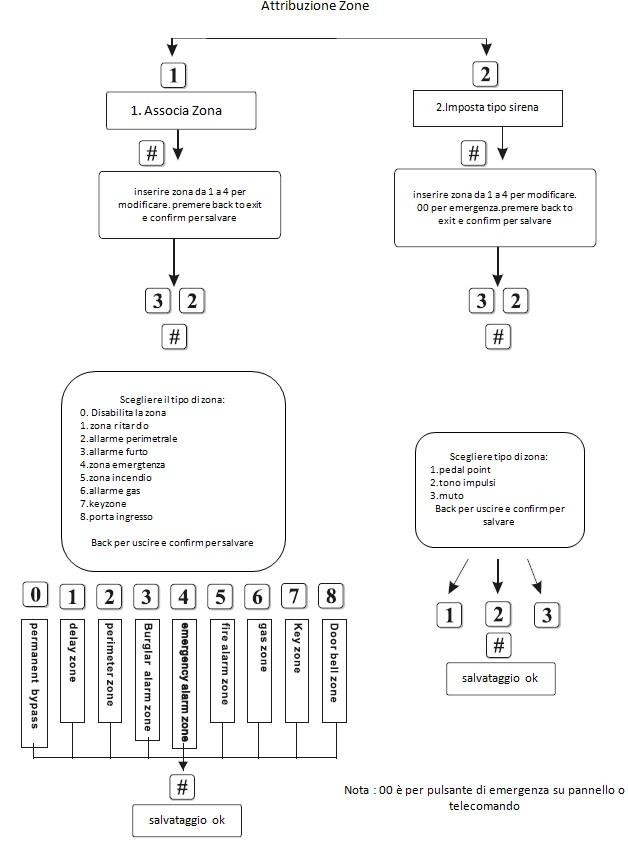 Attribuzione Zone
1
1. Associa Zona
#
inserire zona da 1 a 4 per
modificare. premere back to exit
e confirm per salvare
3 2
#
Scegliere il tipo di zona:
0. Disabilita la zona
1.zona ritardo
2.allarme perimetrale
3.allarme furto
4.zona emergtenza
5.zona incendio
6.allarme gas
7.keyzone
8.porta ingresso
Back per uscire e confirm per salvare
0 1 2 3 4 5 6 7 8
permanent bypass
delay zone
perimeter zone
Burglar alarm zone
emergency alarm zone
fire alarm zone
gas zone
Key zone
Door bell zone
#
salvataggio ok
2
2.Imposta tipo sirena
#
inserire zona da 1 a 4 per modificare.
00 per emergenza.premere back to
exit e confirm per salvare
3 2
#
Scegliere tipo di zona:
1.pedal point
2.tono impulsi
3.muto
Back per uscire e confirm per
salvare
1 2 3
#
salvataggio ok
Nota : 00 è per pulsante di emergenza su pannello o
telecomando